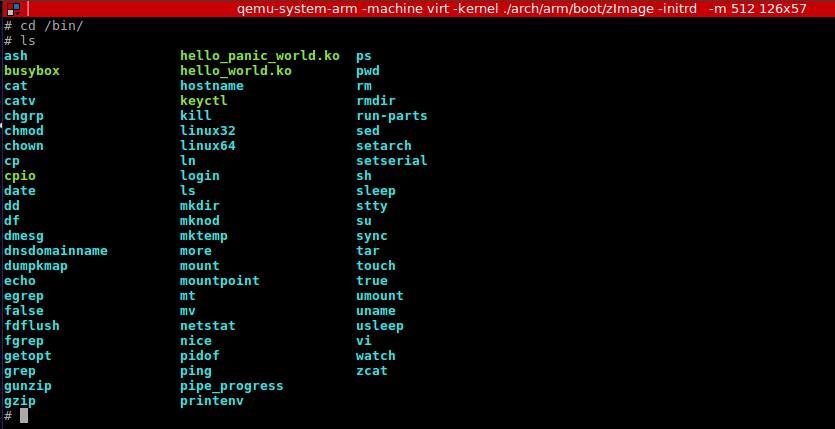 qemu-system-arm -machine virt -kernel ./arch/arm/boot/zImage -initrd   -m 512 126x57
# cd /bin/
# ls
ash                   hello_panic_world.ko  ps
busybox               hello_world.ko        pwd
cat                   hostname              rm
catv                  keyctl                rmdir
chgrp                 kill                  run-parts
chmod                 linux32               sed
chown                 linux64               setarch
cp                    ln                    setserial
cpio                  login                 sh
date                  ls                    sleep
dd                    mkdir                 stty
df                    mknod                 su
dmesg                 mktemp                sync
dnsdomainname         more                  tar
dumpkmap              mount                 touch
echo                  mountpoint            true
egrep                 mt                    umount
false                 mv                    uname
fdflush               netstat               usleep
fgrep                 nice                  vi
getopt                pidof                 watch
grep                  ping                  zcat
gunzip                pipe_progress
gzip                  printenv
#